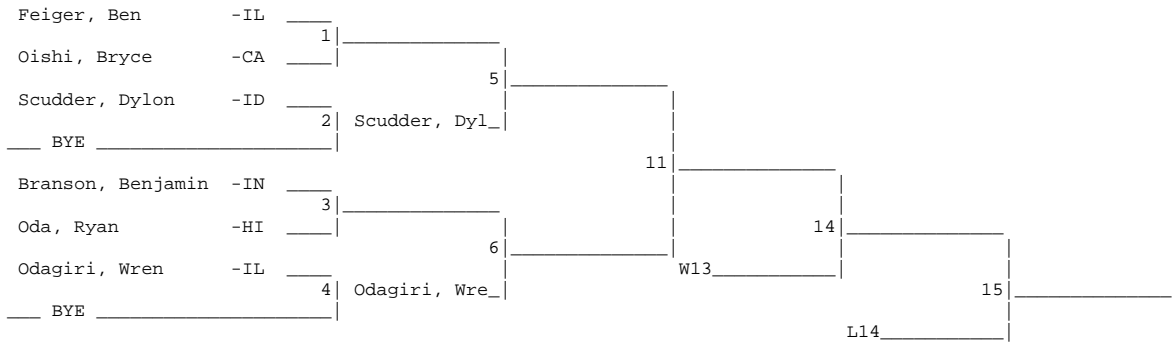 Feiger, Ben -IL
1
Oishi, Bryce -CA
5
Scudder, Dylon -ID
2 Scudder, Dyl
BYE
11
Branson, Benjamin -IN
3
Oda, Ryan -HI
14
6
Odagiri, Wren -IL
W13
4 Odagiri, Wre
15
BYE
L14